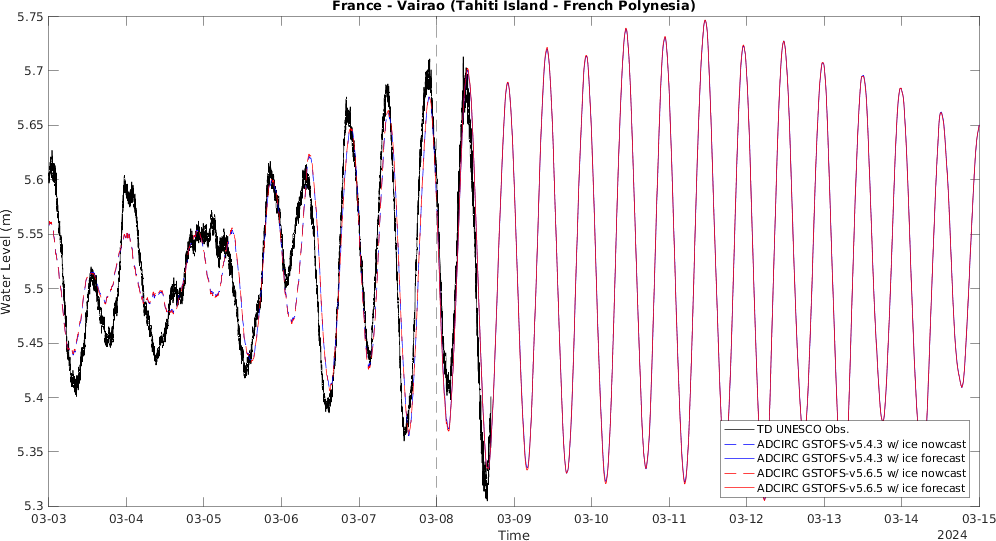 France - Vairao (Tahiti Island - French Polynesia)
5.75
5.7
5.65
5.6
5.55
5.5
5.45
5.4
5.35
5.3
Water Level (m)
TD UNESCO Obs.
ADCIRC GSTOFS-v5.4.3 w/ ice nowcast
ADCIRC GSTOFS-v5.4.3 w/ ice forecast
ADCIRC GSTOFS-v5.6.5 w/ ice nowcast
ADCIRC GSTOFS-v5.6.5 w/ ice forecast
03-03 03-04 03-05 03-06 03-07 03-08 03-09 03-10 03-11 03-12 03-13 03-14 03-15
Time
2024